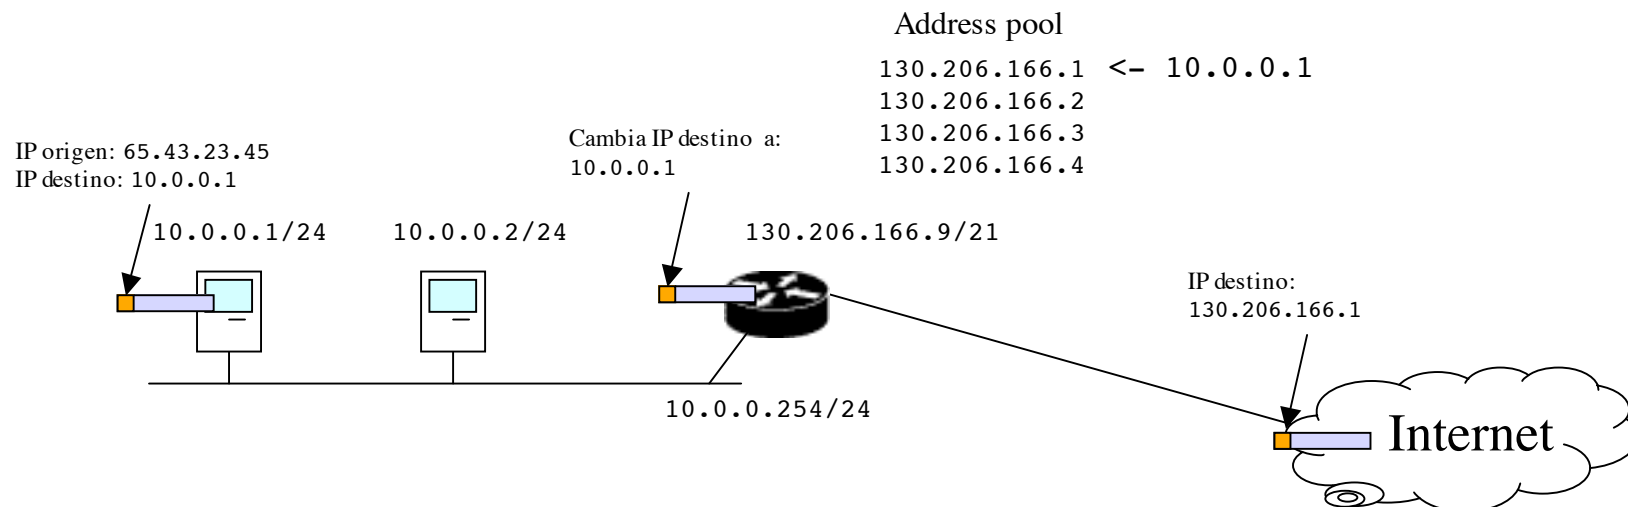 Address pool
130.206.166.1 <- 10.0.0.1
130.206.166.2
130.206.166.3
130.206.166.4
IP origen: 65.43.23.45
IP destino: 10.0.0.1
Cambia IP destino a:
10.0.0.1
10.0.0.1/24
10.0.0.2/24
130.206.166.9/21
IP destino:
130.206.166.1
10.0.0.254/24
Internet